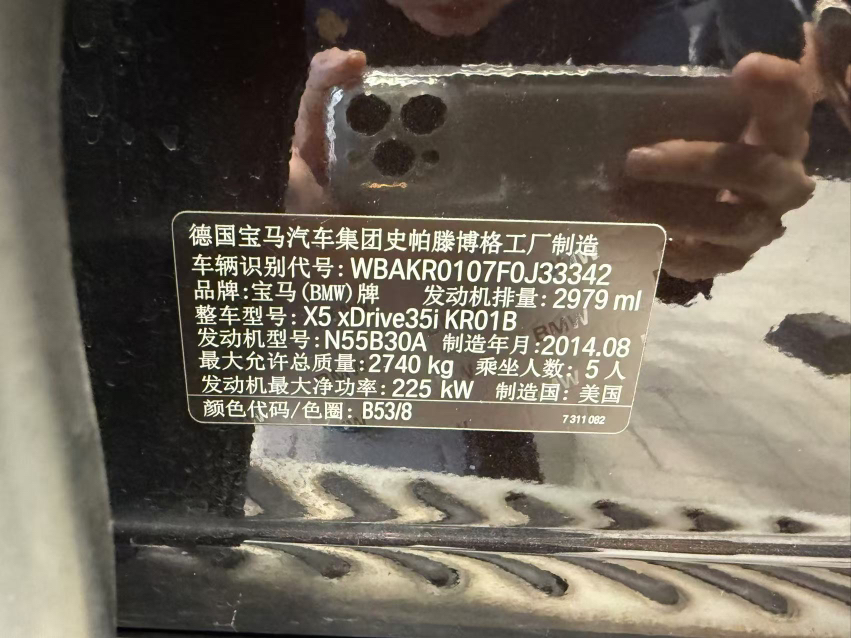 德国宝马汽车集团史帕滕博格工厂制造
车辆识别代号: WBAKR0107F0J33342
品牌:宝马(BMW)牌 发动机排量: 2979 ml
整车型号: X5 xDrive35i KR01B
发动机型号: N55B30A 制造年月:2014.08
最大允许总质量: 2740 kg 乘坐人数: 5 人
发动机最大净功率: 225 kW 制造国: 美国
颜色代码/色圈: B53/8 7 311 082
BMW